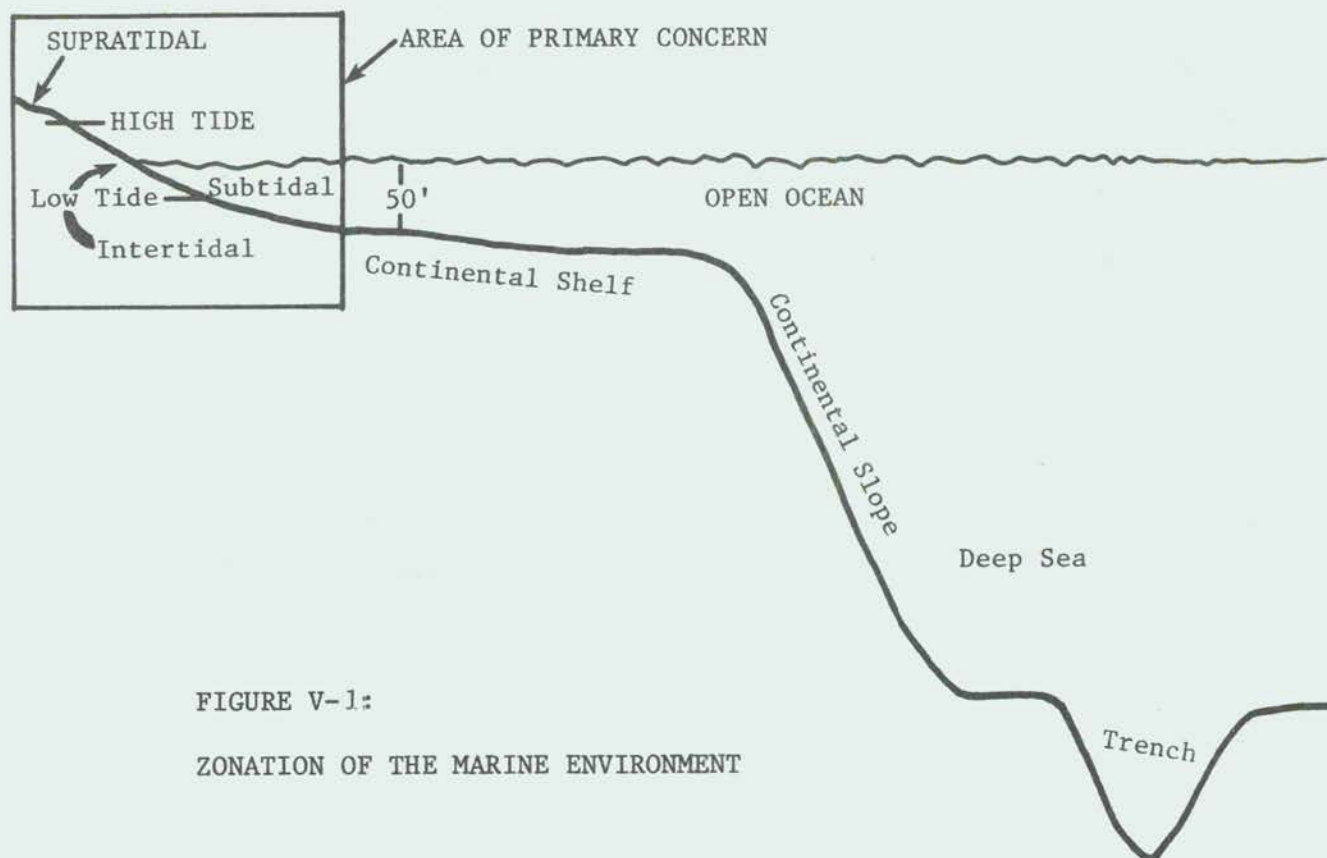 SUPRATIDAL
AREA OF PRIMARY CONCERN
HIGH TIDE
Low Tide
Subtidal
50'
OPEN OCEAN
Intertidal
Continental Shelf
Continental Slope
Deep Sea
Trench
FIGURE V-1:
ZONATION OF THE MARINE ENVIRONMENT